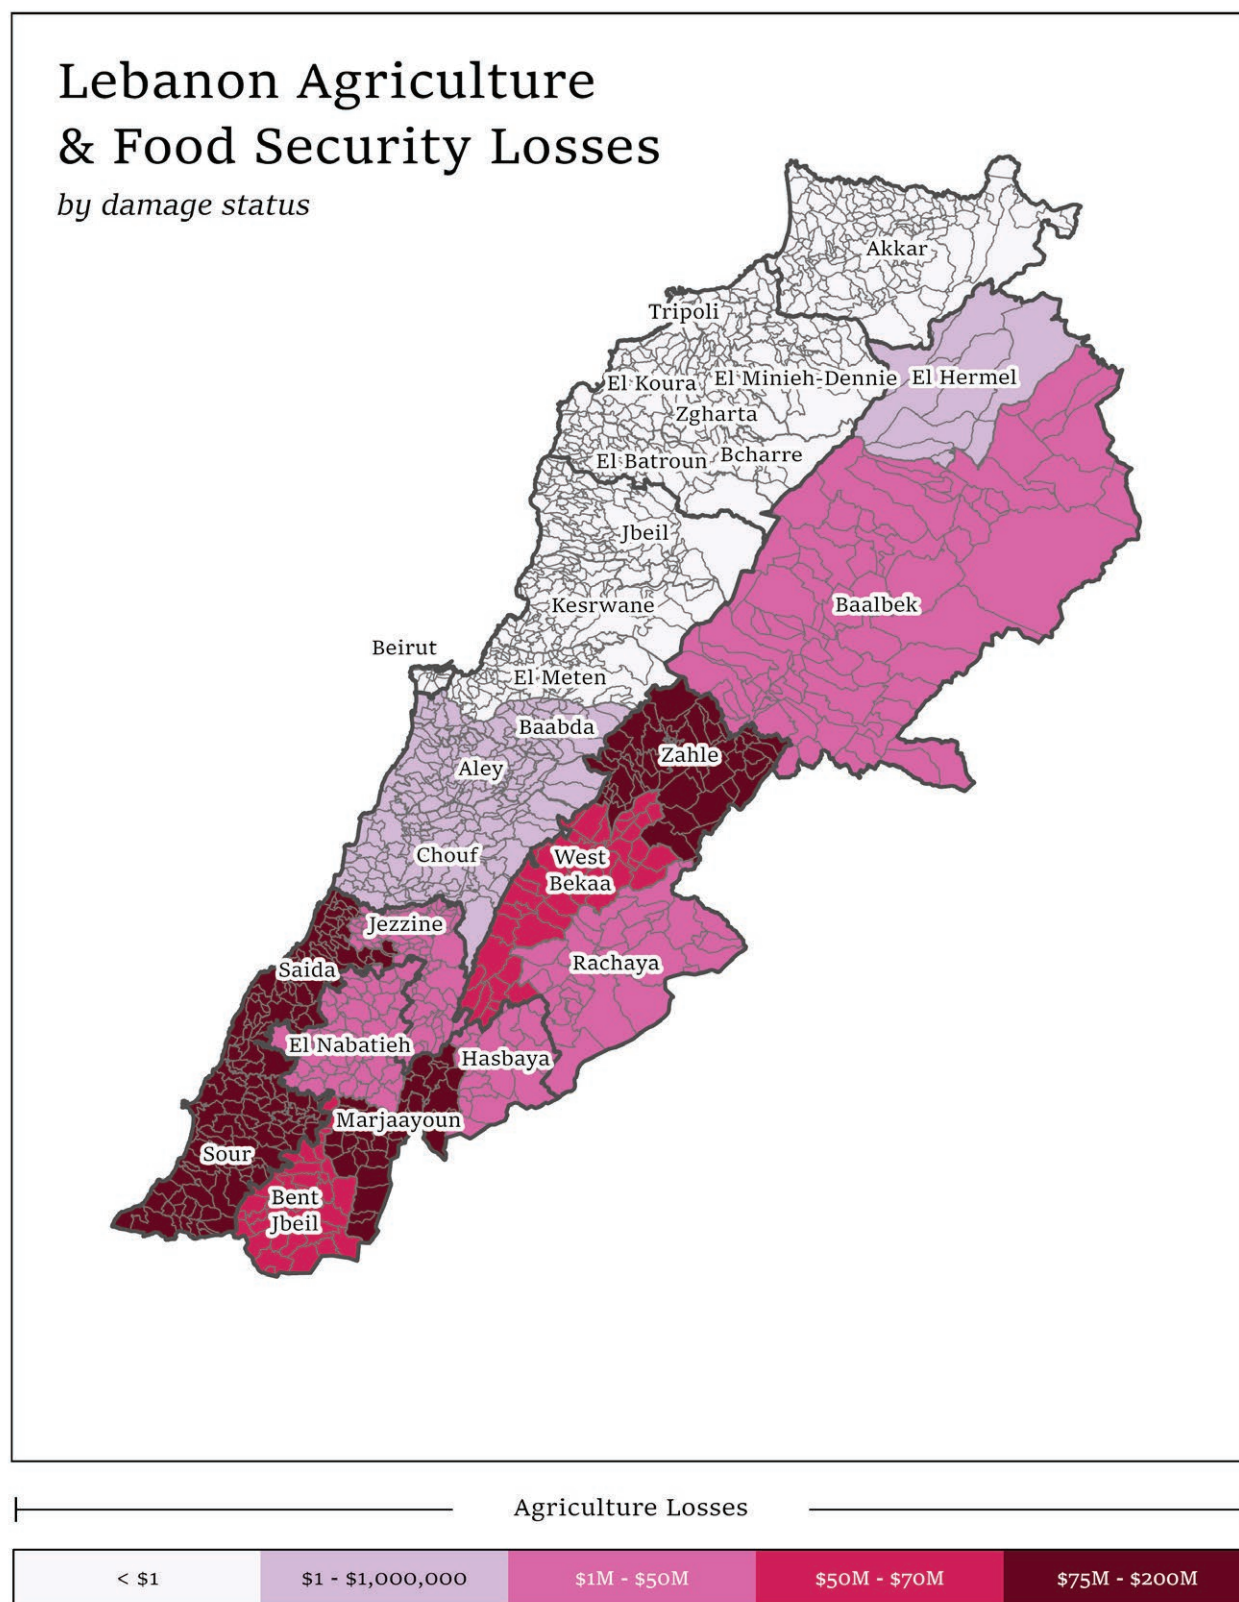 Lebanon Agriculture
& Food Security Losses
by damage status
Akkar
Tripoli
El Koura
El Minieh-Dennie
El Hermel
Zgharta
El Batroun
Bcharre
Jbeil
Kesrwane
Baalbek
Beirut
El Meten
Baabda
Aley
Zahle
Chouf
West
Bekaa
Jezzine
Saida
Rachaya
El Nabatieh
Hasbaya
Marjaayoun
Sour
Bent
Jbeil
Agriculture Losses
< $1
$1 - $1,000,000
$1M - $50M
$50M - $70M
$75M - $200M